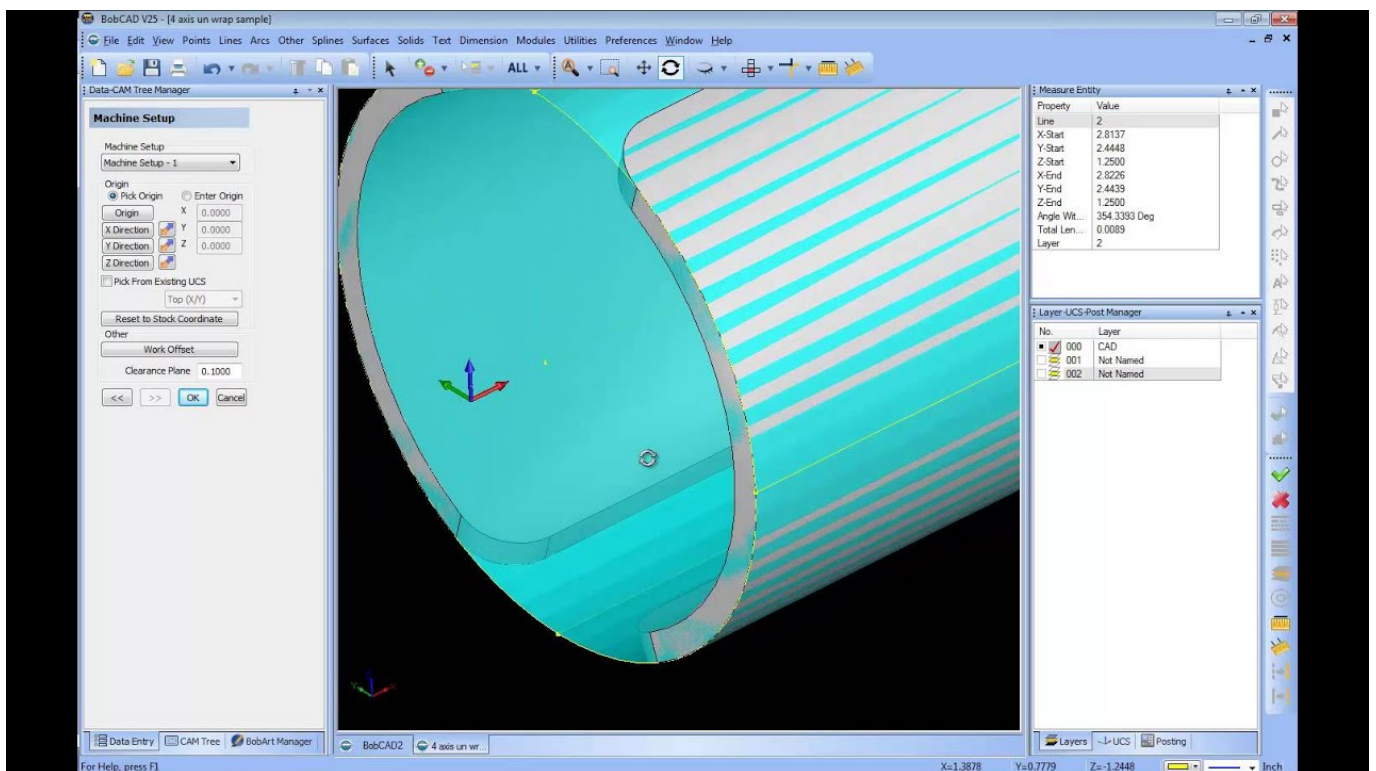 BobCAD V25 - [4 axis un wrap sample]
File Edit View Points Lines Arcs Other Splines Surfaces Solids Text Dimension Modules Utilities Preferences Window Help
ALL
Data-CAM Tree Manager
Machine Setup
Machine Setup
Machine Setup - 1
Origin
Pick Origin Enter Origin
Origin X 0.0000
X Direction Y 0.0000
Y Direction Z 0.0000
Z Direction
Pick From Existing UCS
Top (X/Y)
Reset to Stock Coordinate
Other
Work Offset
Clearance Plane 0.1000
<< >> OK Cancel
Data Entry CAM Tree BobArt Manager
BobCAD2 4 axis un wr...
Measure Entity
Property Value
Line 2
X-Start 2.8137
Y-Start 2.4448
Z-Start 1.2500
X-End 2.8226
Y-End 2.4439
Z-End 1.2500
Angle Wit... 354.3393 Deg
Total Len... 0.0089
Layer 2
Layer-UCS-Post Manager
No. Layer
000 CAD
001 Not Named
002 Not Named
Layers UCS Posting
For Help, press F1
X=1.3878 Y=0.7779 Z=-1.2448 Inch